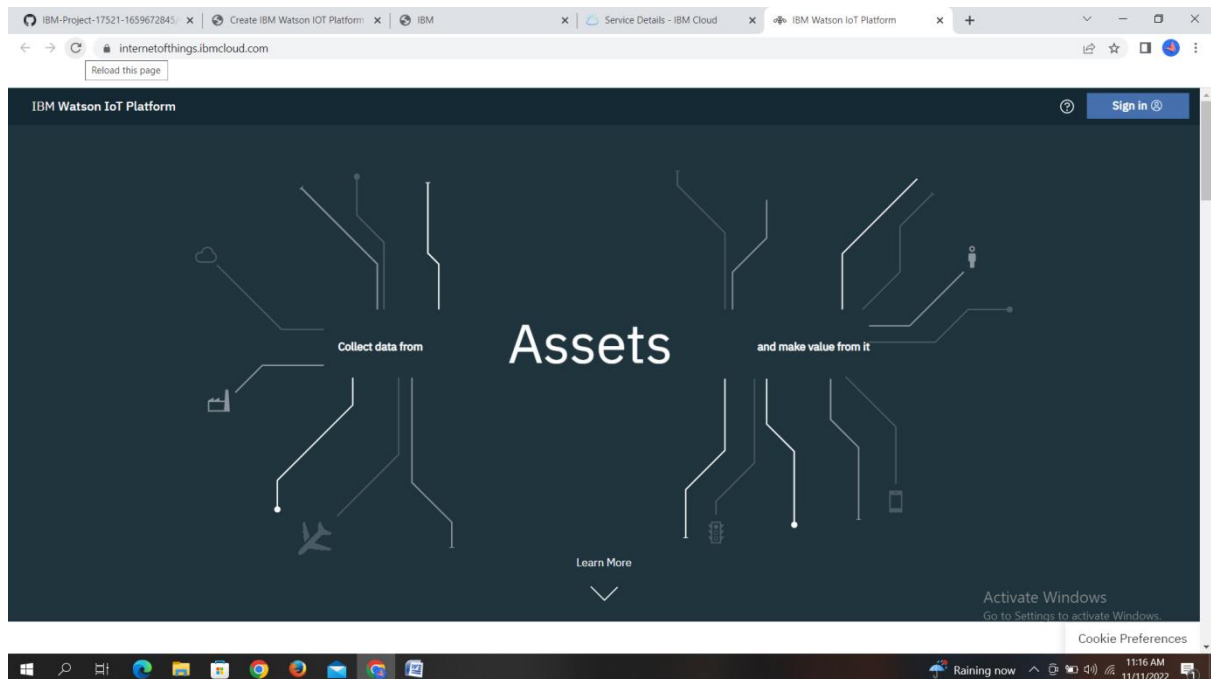 IBM-Project-17521-1659672845/
Create IBM Watson IOT Platform
IBM
Service Details - IBM Cloud
IBM Watson IoT Platform
internetofthings.ibmcloud.com
Reload this page
IBM Watson IoT Platform
Sign in
Collect data from
Assets
and make value from it
Learn More
Activate Windows
Go to Settings to activate Windows.
Cookie Preferences
Raining now
11:16 AM
11/11/2022